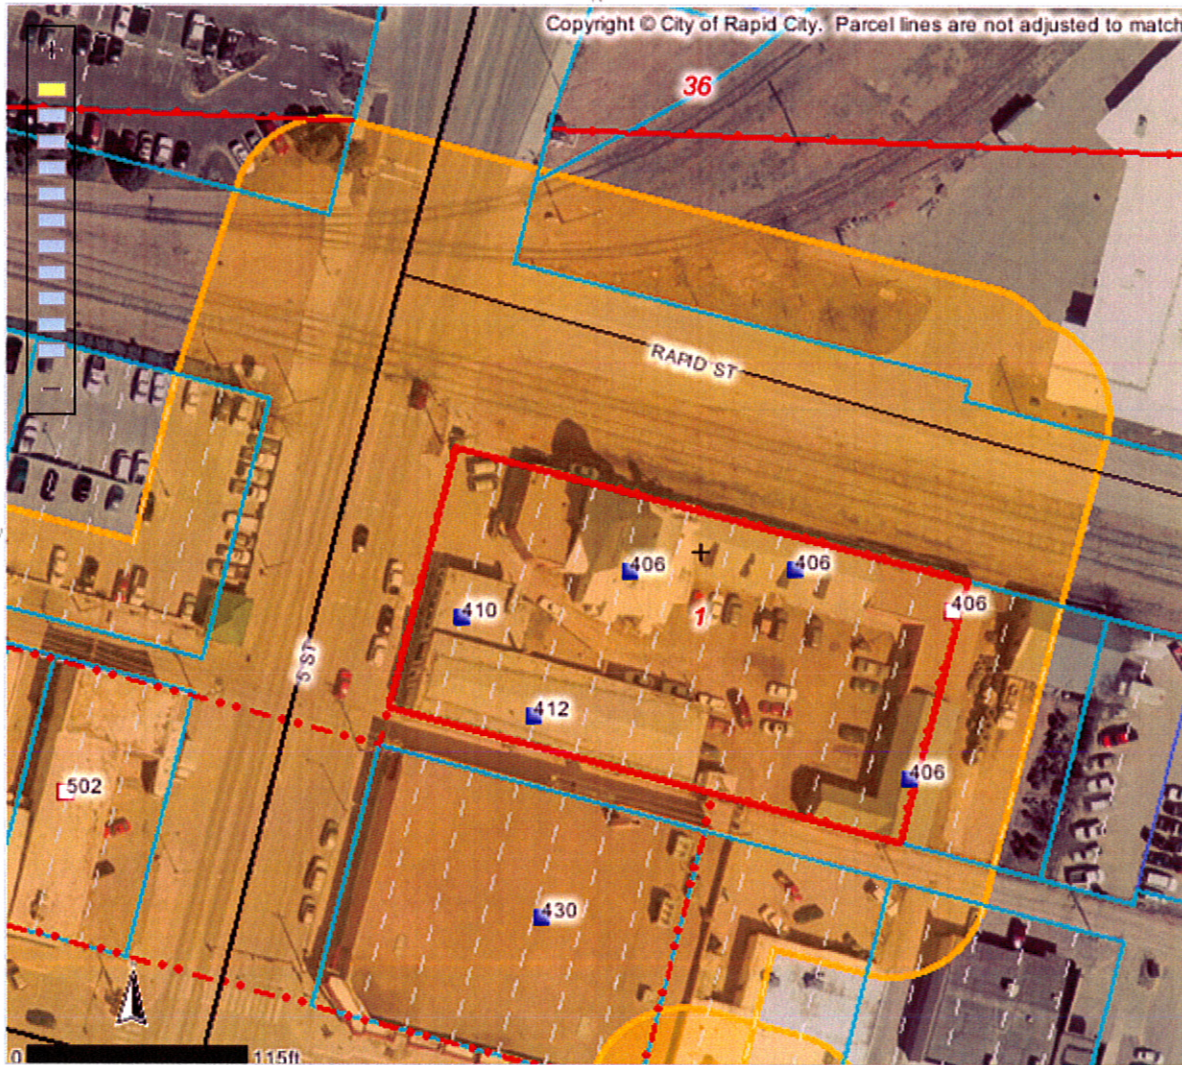 Copyright © City of Rapid City. Parcel lines are not adjusted to match
36
RAPID ST
406
406
406
410
1
5 ST
412
406
502
430
0 115ft